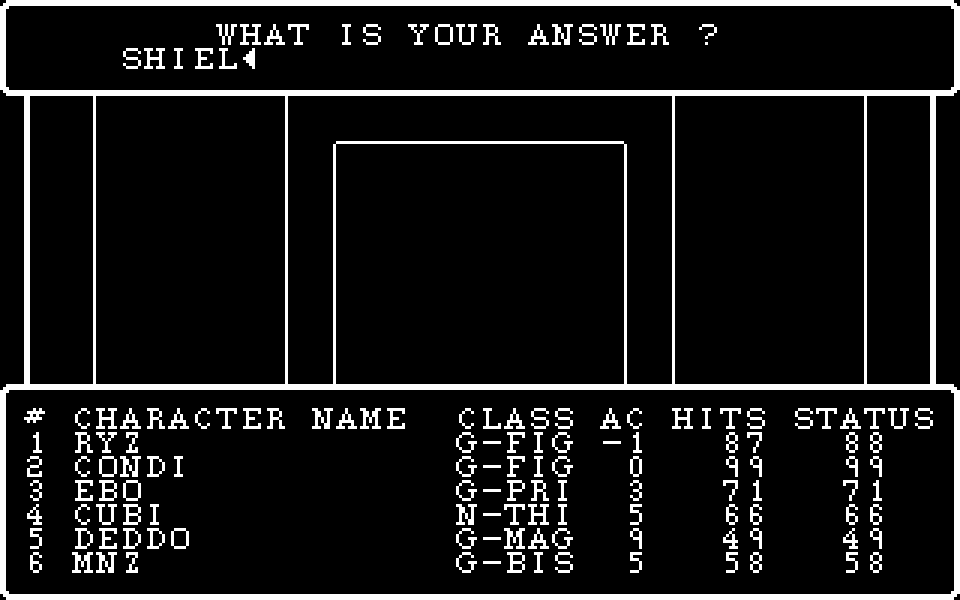 WHAT IS YOUR ANSWER ?
SHIEL
# CHARACTER NAME CLASS AC HITS STATUS
1 RYZ G-FIG -1 87 88
2 CONDI G-FIG 0 99 99
3 EBO G-PRI 3 71 71
4 CUBI N-THI 5 66 66
5 DEDDO G-MAG 9 49 49
6 MNZ G-BIS 5 58 58